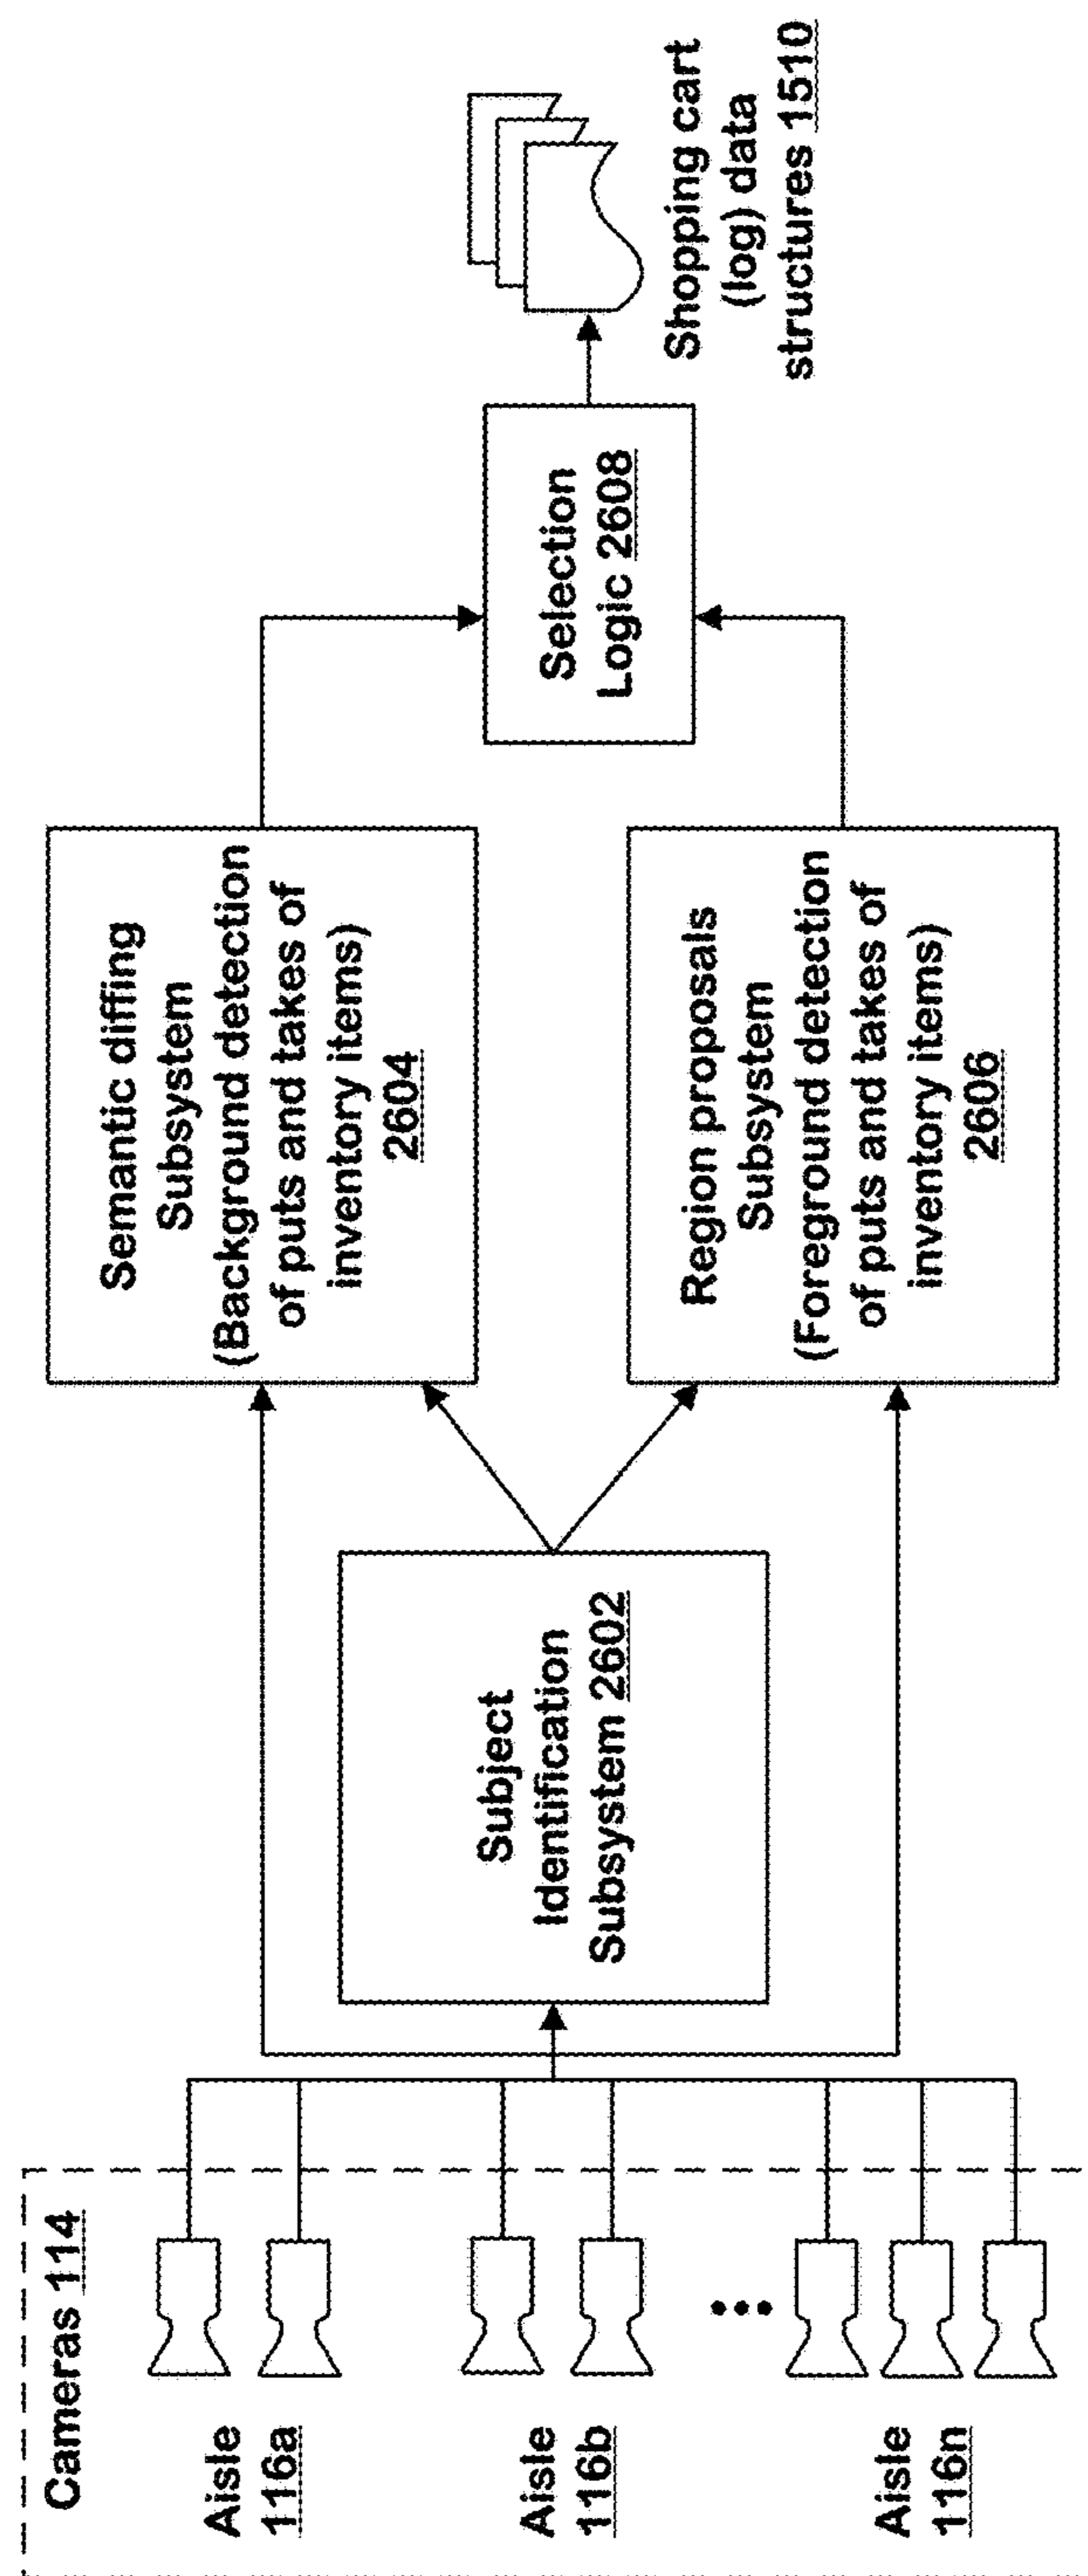 Cameras 114
Aisle
116a
Aisle
116b
Aisle
116n
Subject
Identification
Subsystem 2602
Semantic diffing
Subsystem
(Background detection
of puts and takes of
inventory items)
2604
Region proposals
Subsystem
(Foreground detection
of puts and takes of
inventory items)
2606
Selection
Logic 2608
Shopping cart
(log) data
structures 1510